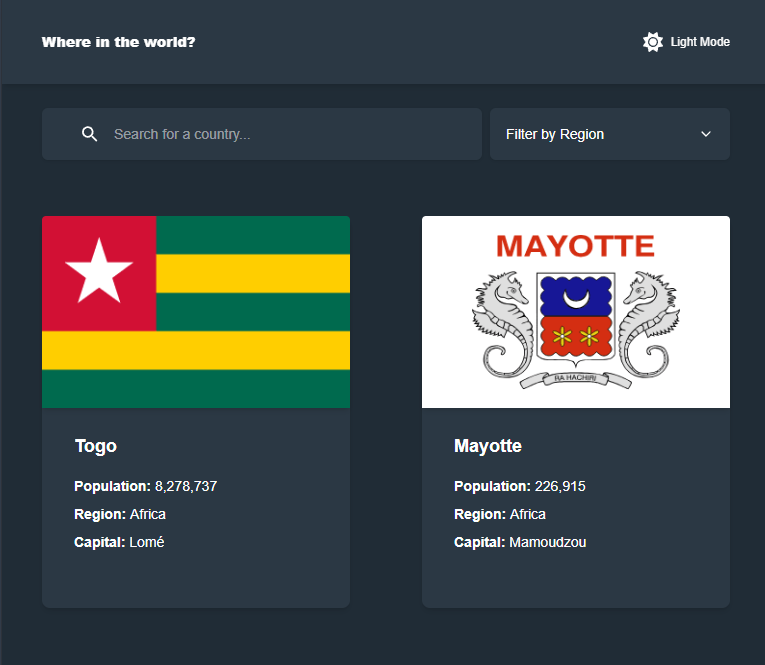 Where in the world?
Light Mode
Search for a country...
Filter by Region
MAYOTTE
RA HACHIRI
Togo
Population: 8,278,737
Region: Africa
Capital: Lomé
Mayotte
Population: 226,915
Region: Africa
Capital: Mamoudzou